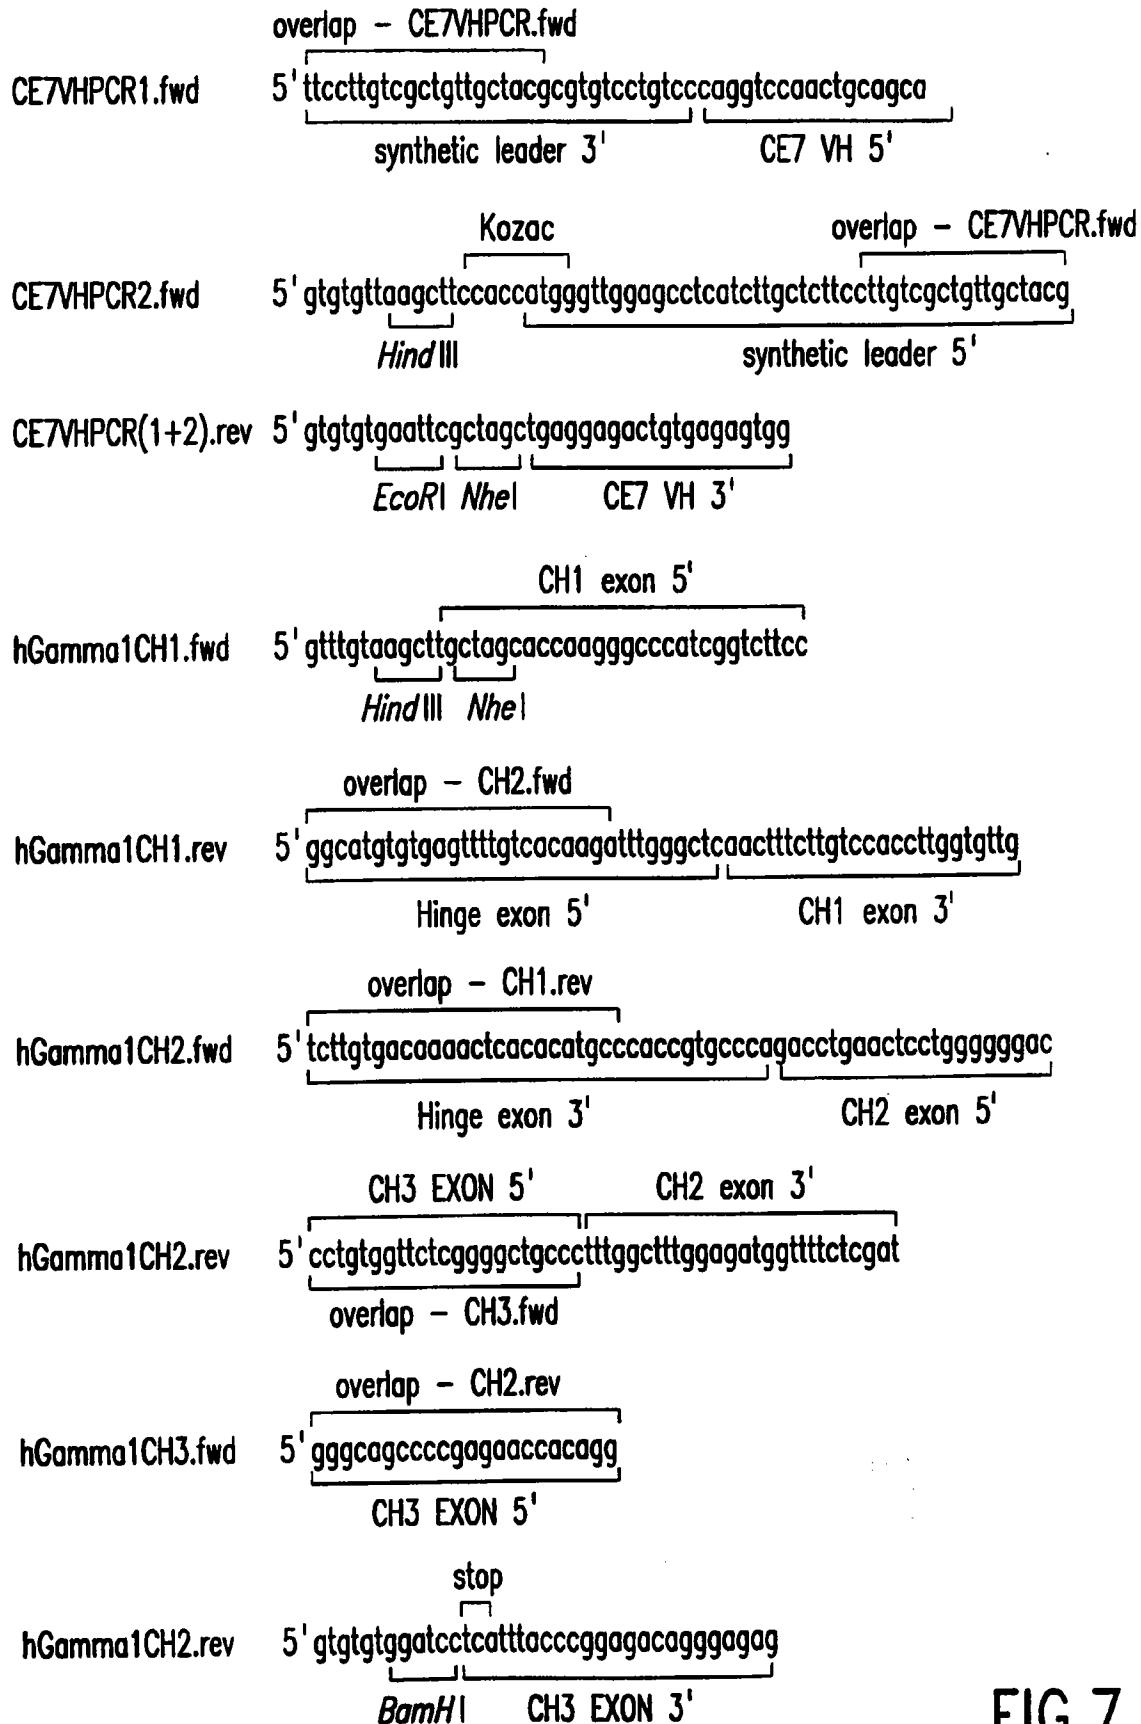 overlap - CE7VHPCR.fwd
CE7VHPCR1.fwd 5'ttccttgtcgctgttgctacgcgtgtcctgtcccaggtccaactgcagca
synthetic leader 3' CE7 VH 5'
Kozac overlap - CE7VHPCR.fwd
CE7VHPCR2.fwd 5'gtgtgttaagcttccaccatgggttggagcctcatcttgctcttccttgtcgctgttgctacg
HindIII synthetic leader 5'
CE7VHPCR(1+2).rev 5'gtgtgtgaattcgctagctgaggagactgtgagagtgg
EcoRI NheI CE7 VH 3'
CH1 exon 5'
hGamma1CH1.fwd 5'gtttgtaagcttgctagcaccaagggcccatcggtcttcc
HindIII NheI
overlap - CH2.fwd
hGamma1CH1.rev 5'ggcatgtgtgagttttgtcacaagatttgggctcaactttcttgtccaccttggtgttg
Hinge exon 5' CH1 exon 3'
overlap - CH1.rev
hGamma1CH2.fwd 5'tcttgtgacaaaactcacacatgcccaccgtgcccagacctgaactcctggggggac
Hinge exon 3' CH2 exon 5'
CH3 EXON 5' CH2 exon 3'
hGamma1CH2.rev 5'cctgtggttctcggggctgccctttggctttggagatggttttctcgat
overlap - CH3.fwd
overlap - CH2.rev
hGamma1CH3.fwd 5'gggcagccccgagaaccacagg
CH3 EXON 5'
stop
hGamma1CH2.rev 5'gtgtgtggatcctcatttacccggagacagggagag
BamHI CH3 EXON 3'
FIG 7